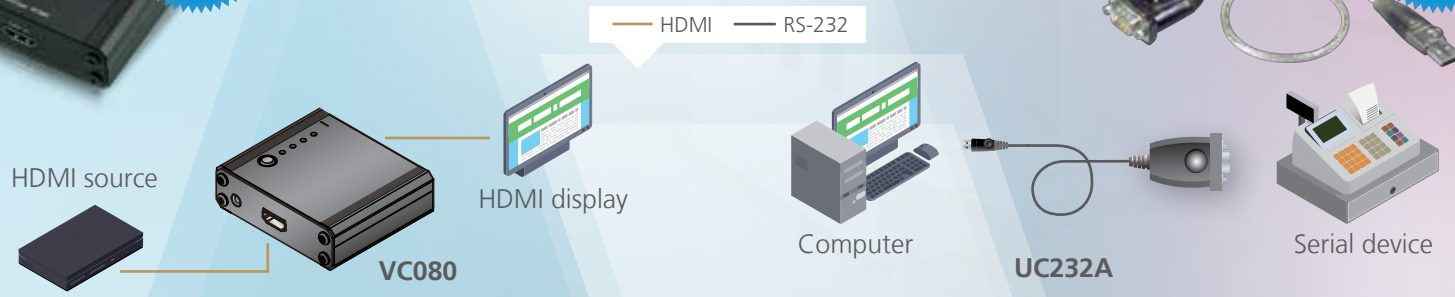 HDMI
RS-232
HDMI source
HDMI display
VC080
Computer
UC232A
Serial device